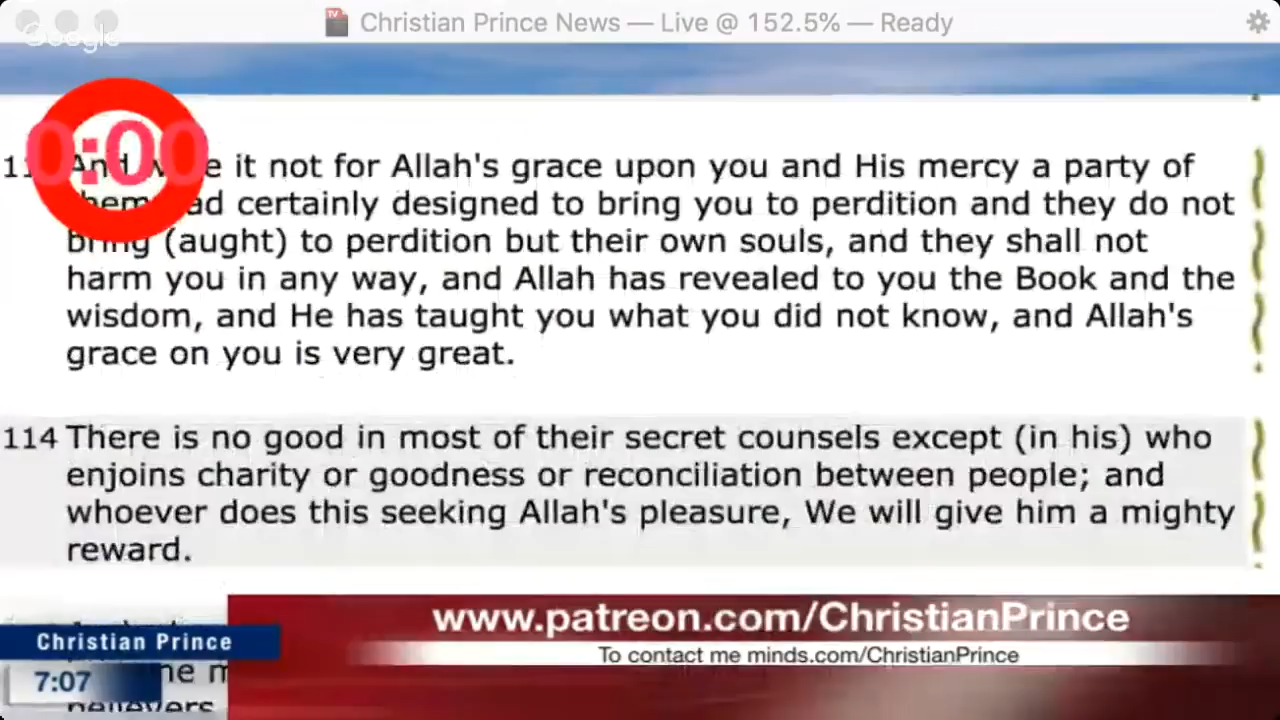 Christian Prince News — Live @ 152.5% — Ready
Google
0:00
it not for Allah's grace upon you and His mercy a party of
certainly designed to bring you to perdition and they do not
bring (aught) to perdition but their own souls, and they shall not
harm you in any way, and Allah has revealed to you the Book and the
wisdom, and He has taught you what you did not know, and Allah's
grace on you is very great.
114 There is no good in most of their secret counsels except (in his) who
enjoins charity or goodness or reconciliation between people; and
whoever does this seeking Allah's pleasure, We will give him a mighty
reward.
www.patreon.com/ChristianPrince
To contact me minds.com/ChristianPrince
Christian Prince
7:07
believers